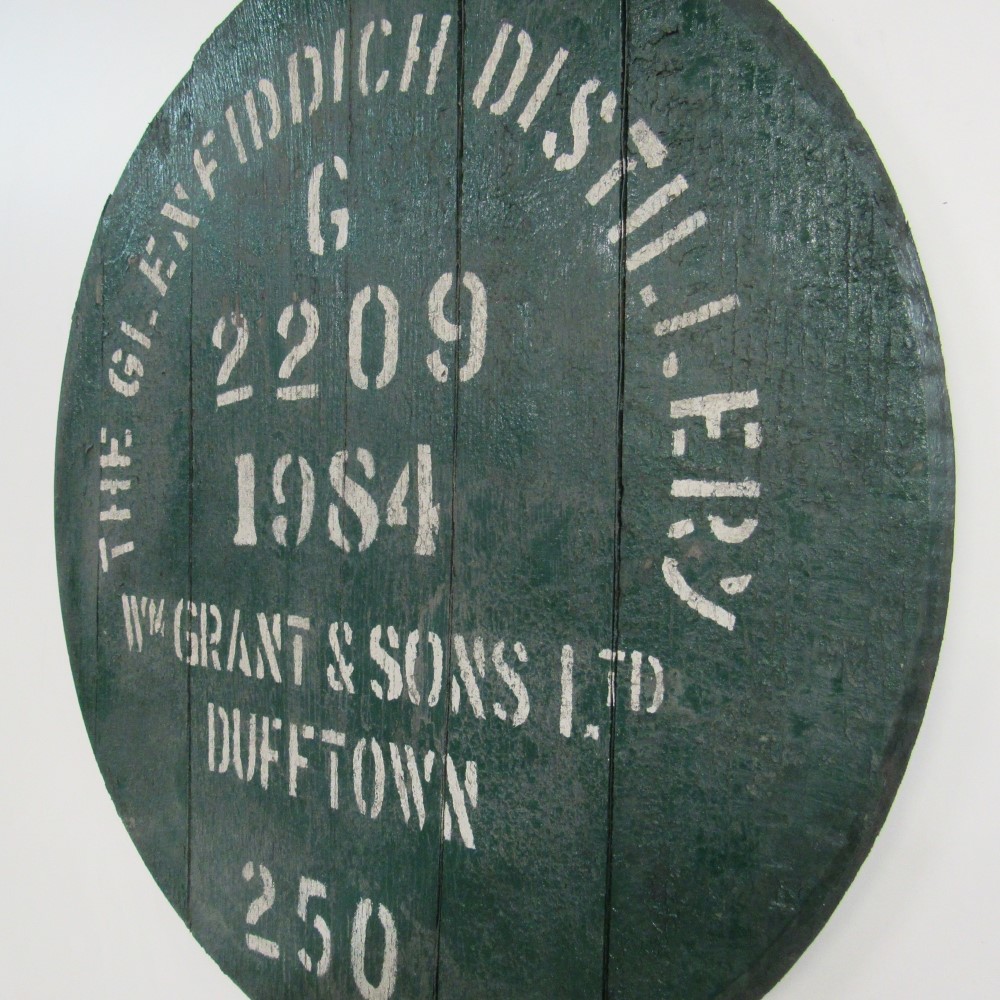 THE GLENFIDDICH DISTILLERY
G
2209
1984
WM GRANT & SONS LTD
DUFFTOWN
250